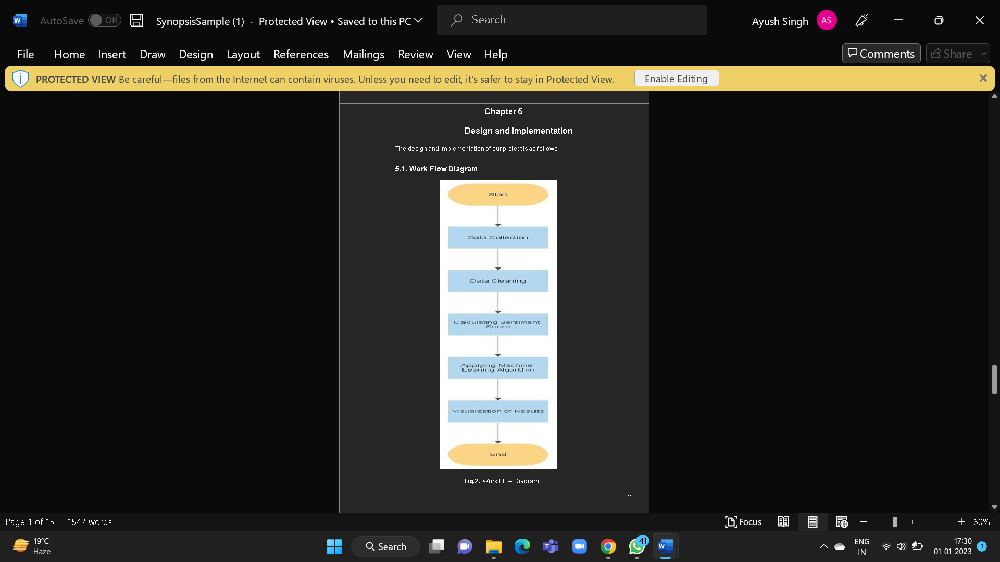 AutoSave Off SynopsisSample (1) - Protected View • Saved to this PC Search Ayush Singh AS
File Home Insert Draw Design Layout References Mailings Review View Help Comments Share
PROTECTED VIEW Be careful—files from the Internet can contain viruses. Unless you need to edit, it's safer to stay in Protected View. Enable Editing
Chapter 5
Design and Implementation
The design and implementation of our project is as follows:
5.1. Work Flow Diagram
Start
Data Collection
Data Cleaning
Calculating Sentiment
Score
Applying Machine
Leaning Algorithm
Visualization of Results
End
Fig.2. Work Flow Diagram
Page 1 of 15 1547 words Focus 60%
19°C
Haze
Search
41
ENG
IN
17:30
01-01-2023
1